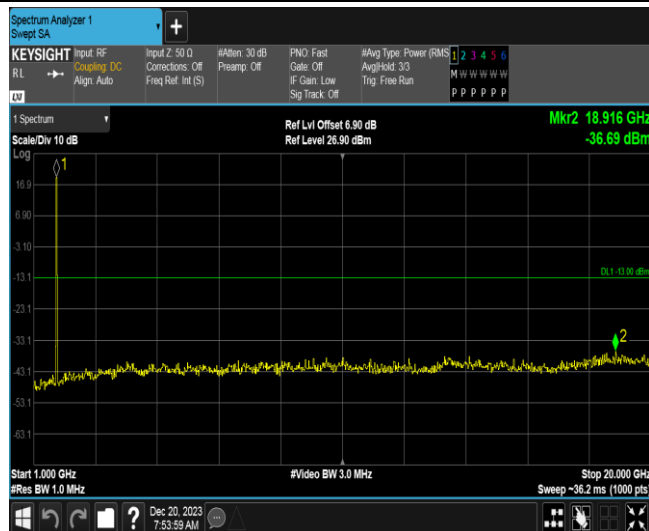 Spectrum Analyzer 1
Swept SA
+
KEYSIGHT
RL
LXI
Input: RF
Coupling: DC
Align: Auto
Input Z: 50 Ω
Corrections: Off
Freq Ref: Int (S)
#Atten: 30 dB
Preamp: Off
PNO: Fast
Gate: Off
IF Gain: Low
Sig Track: Off
#Avg Type: Power (RMS
Avg|Hold: 3/3
Trig: Free Run
1 2 3 4 5 6
M W W W W W
P P P P P P
1 Spectrum
Scale/Div 10 dB
Log
Ref Lvl Offset 6.90 dB
Ref Level 26.90 dBm
Mkr2 18.916 GHz
-36.69 dBm
1
16.9
6.90
-3.10
-13.1
DL1 -13.00 dBm
-23.1
-33.1
2
-43.1
-53.1
-63.1
Start 1.000 GHz
#Res BW 1.0 MHz
#Video BW 3.0 MHz
Stop 20.000 GHz
Sweep ~36.2 ms (1000 pts)
?
Dec 20, 2023
7:53:59 AM